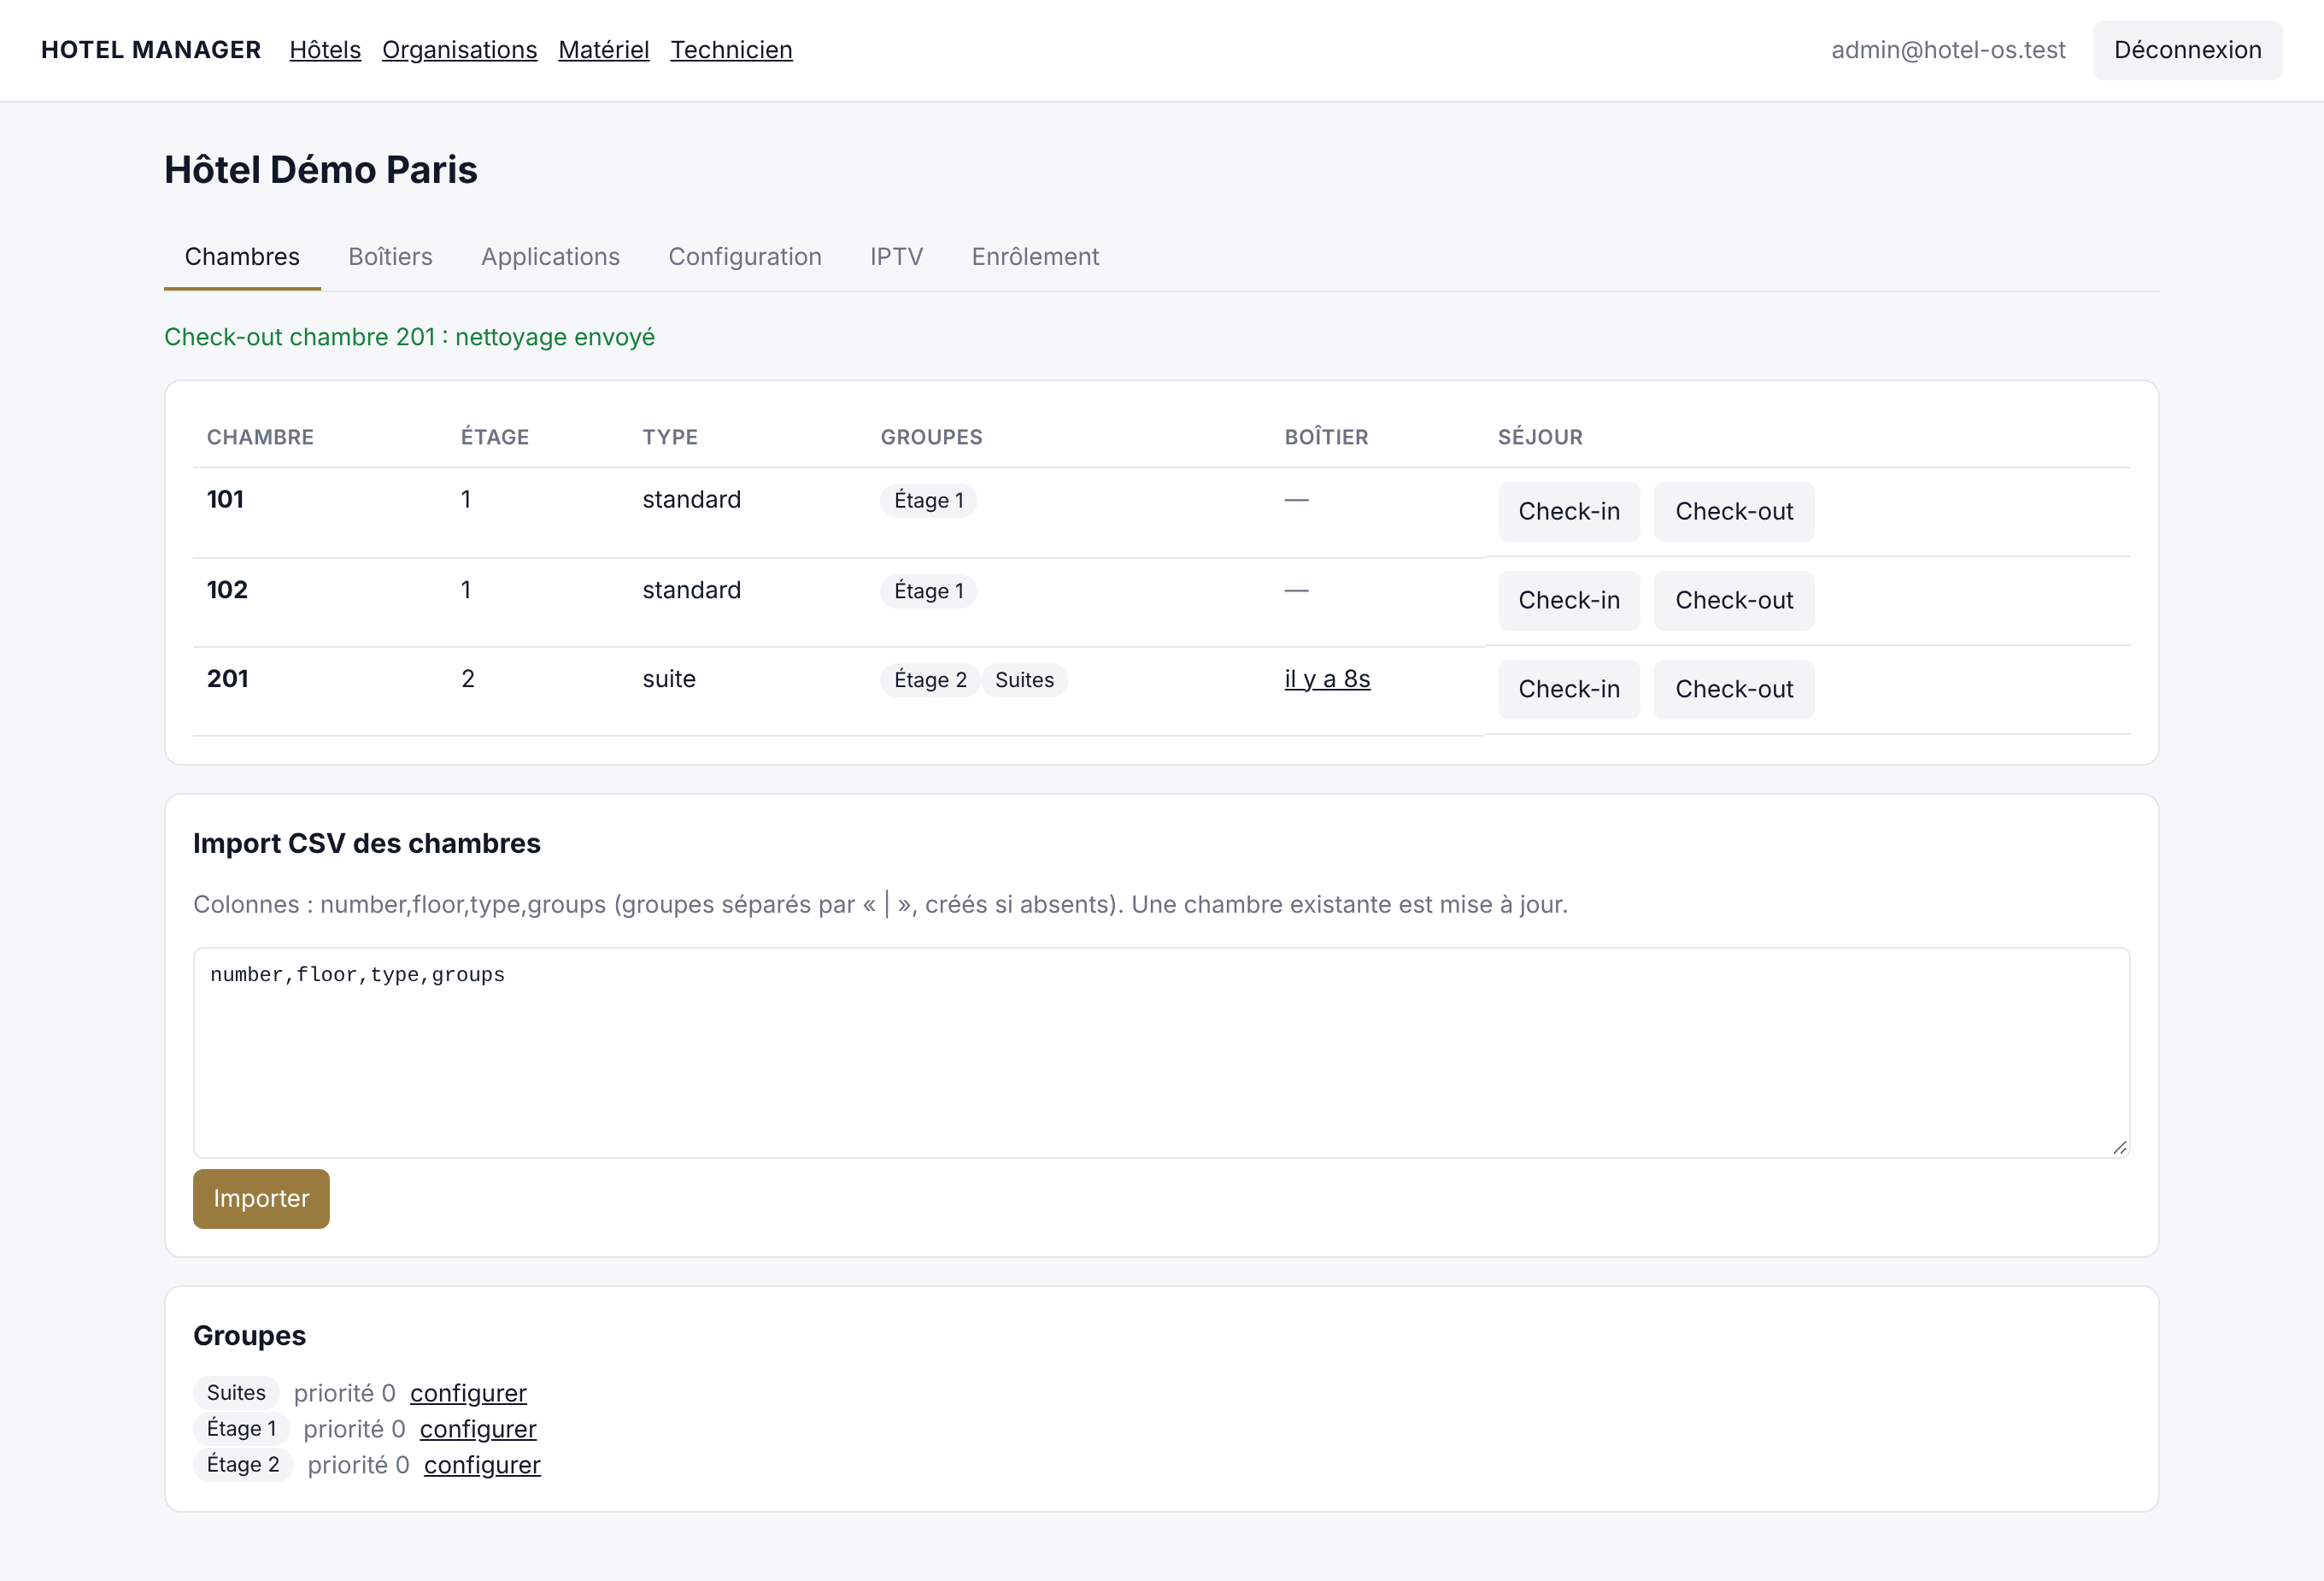 HOTEL MANAGER Hôtels Organisations Matériel Technicien admin@hotel-os.test Déconnexion
Hôtel Démo Paris
Chambres Boîtiers Applications Configuration IPTV Enrôlement
Check-out chambre 201 : nettoyage envoyé
CHAMBRE ÉTAGE TYPE GROUPES BOÎTIER SÉJOUR
101 1 standard Étage 1 — Check-in Check-out
102 1 standard Étage 1 — Check-in Check-out
201 2 suite Étage 2 Suites il y a 8s Check-in Check-out
Import CSV des chambres
Colonnes : number,floor,type,groups (groupes séparés par « | », créés si absents). Une chambre existante est mise à jour.
number,floor,type,groups
Importer
Groupes
Suites priorité 0 configurer
Étage 1 priorité 0 configurer
Étage 2 priorité 0 configurer